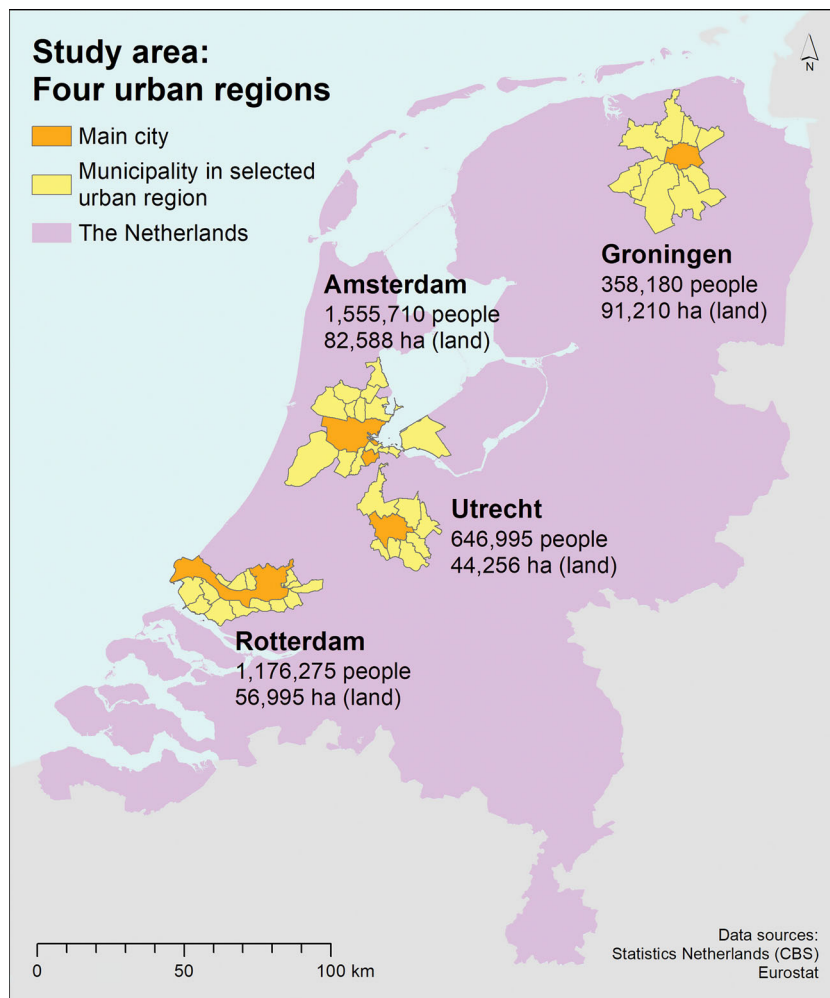 Study area:
Four urban regions
Main city
Municipality in selected
urban region
The Netherlands
N
Groningen
358,180 people
91,210 ha (land)
Amsterdam
1,555,710 people
82,588 ha (land)
Utrecht
646,995 people
44,256 ha (land)
Rotterdam
1,176,275 people
56,995 ha (land)
0 50 100 km
Data sources:
Statistics Netherlands (CBS)
Eurostat